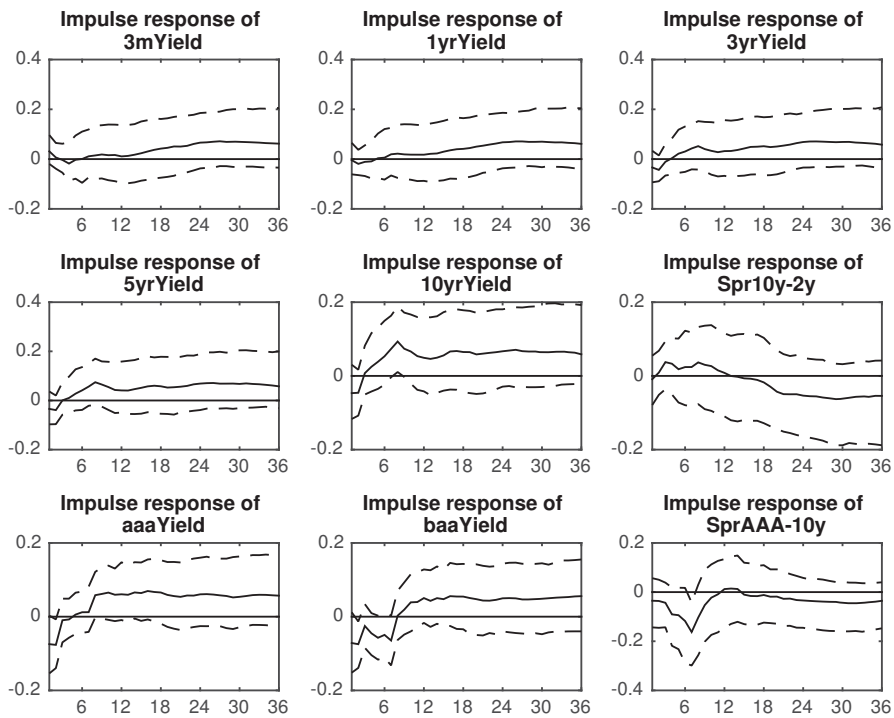 Impulse response of
3mYield
0.4
0.2
0
-0.2
6 12 18 24 30 36
Impulse response of
1yrYield
0.4
0.2
0
-0.2
6 12 18 24 30 36
Impulse response of
3yrYield
0.4
0.2
0
-0.2
6 12 18 24 30 36
Impulse response of
5yrYield
0.4
0.2
0
-0.2
6 12 18 24 30 36
Impulse response of
10yrYield
0.2
0
-0.2
6 12 18 24 30 36
Impulse response of
Spr10y-2y
0.2
0
-0.2
6 12 18 24 30 36
Impulse response of
aaaYield
0.2
0
-0.2
6 12 18 24 30 36
Impulse response of
baaYield
0.2
0
-0.2
6 12 18 24 30 36
Impulse response of
SprAAA-10y
0.2
0
-0.2
-0.4
6 12 18 24 30 36